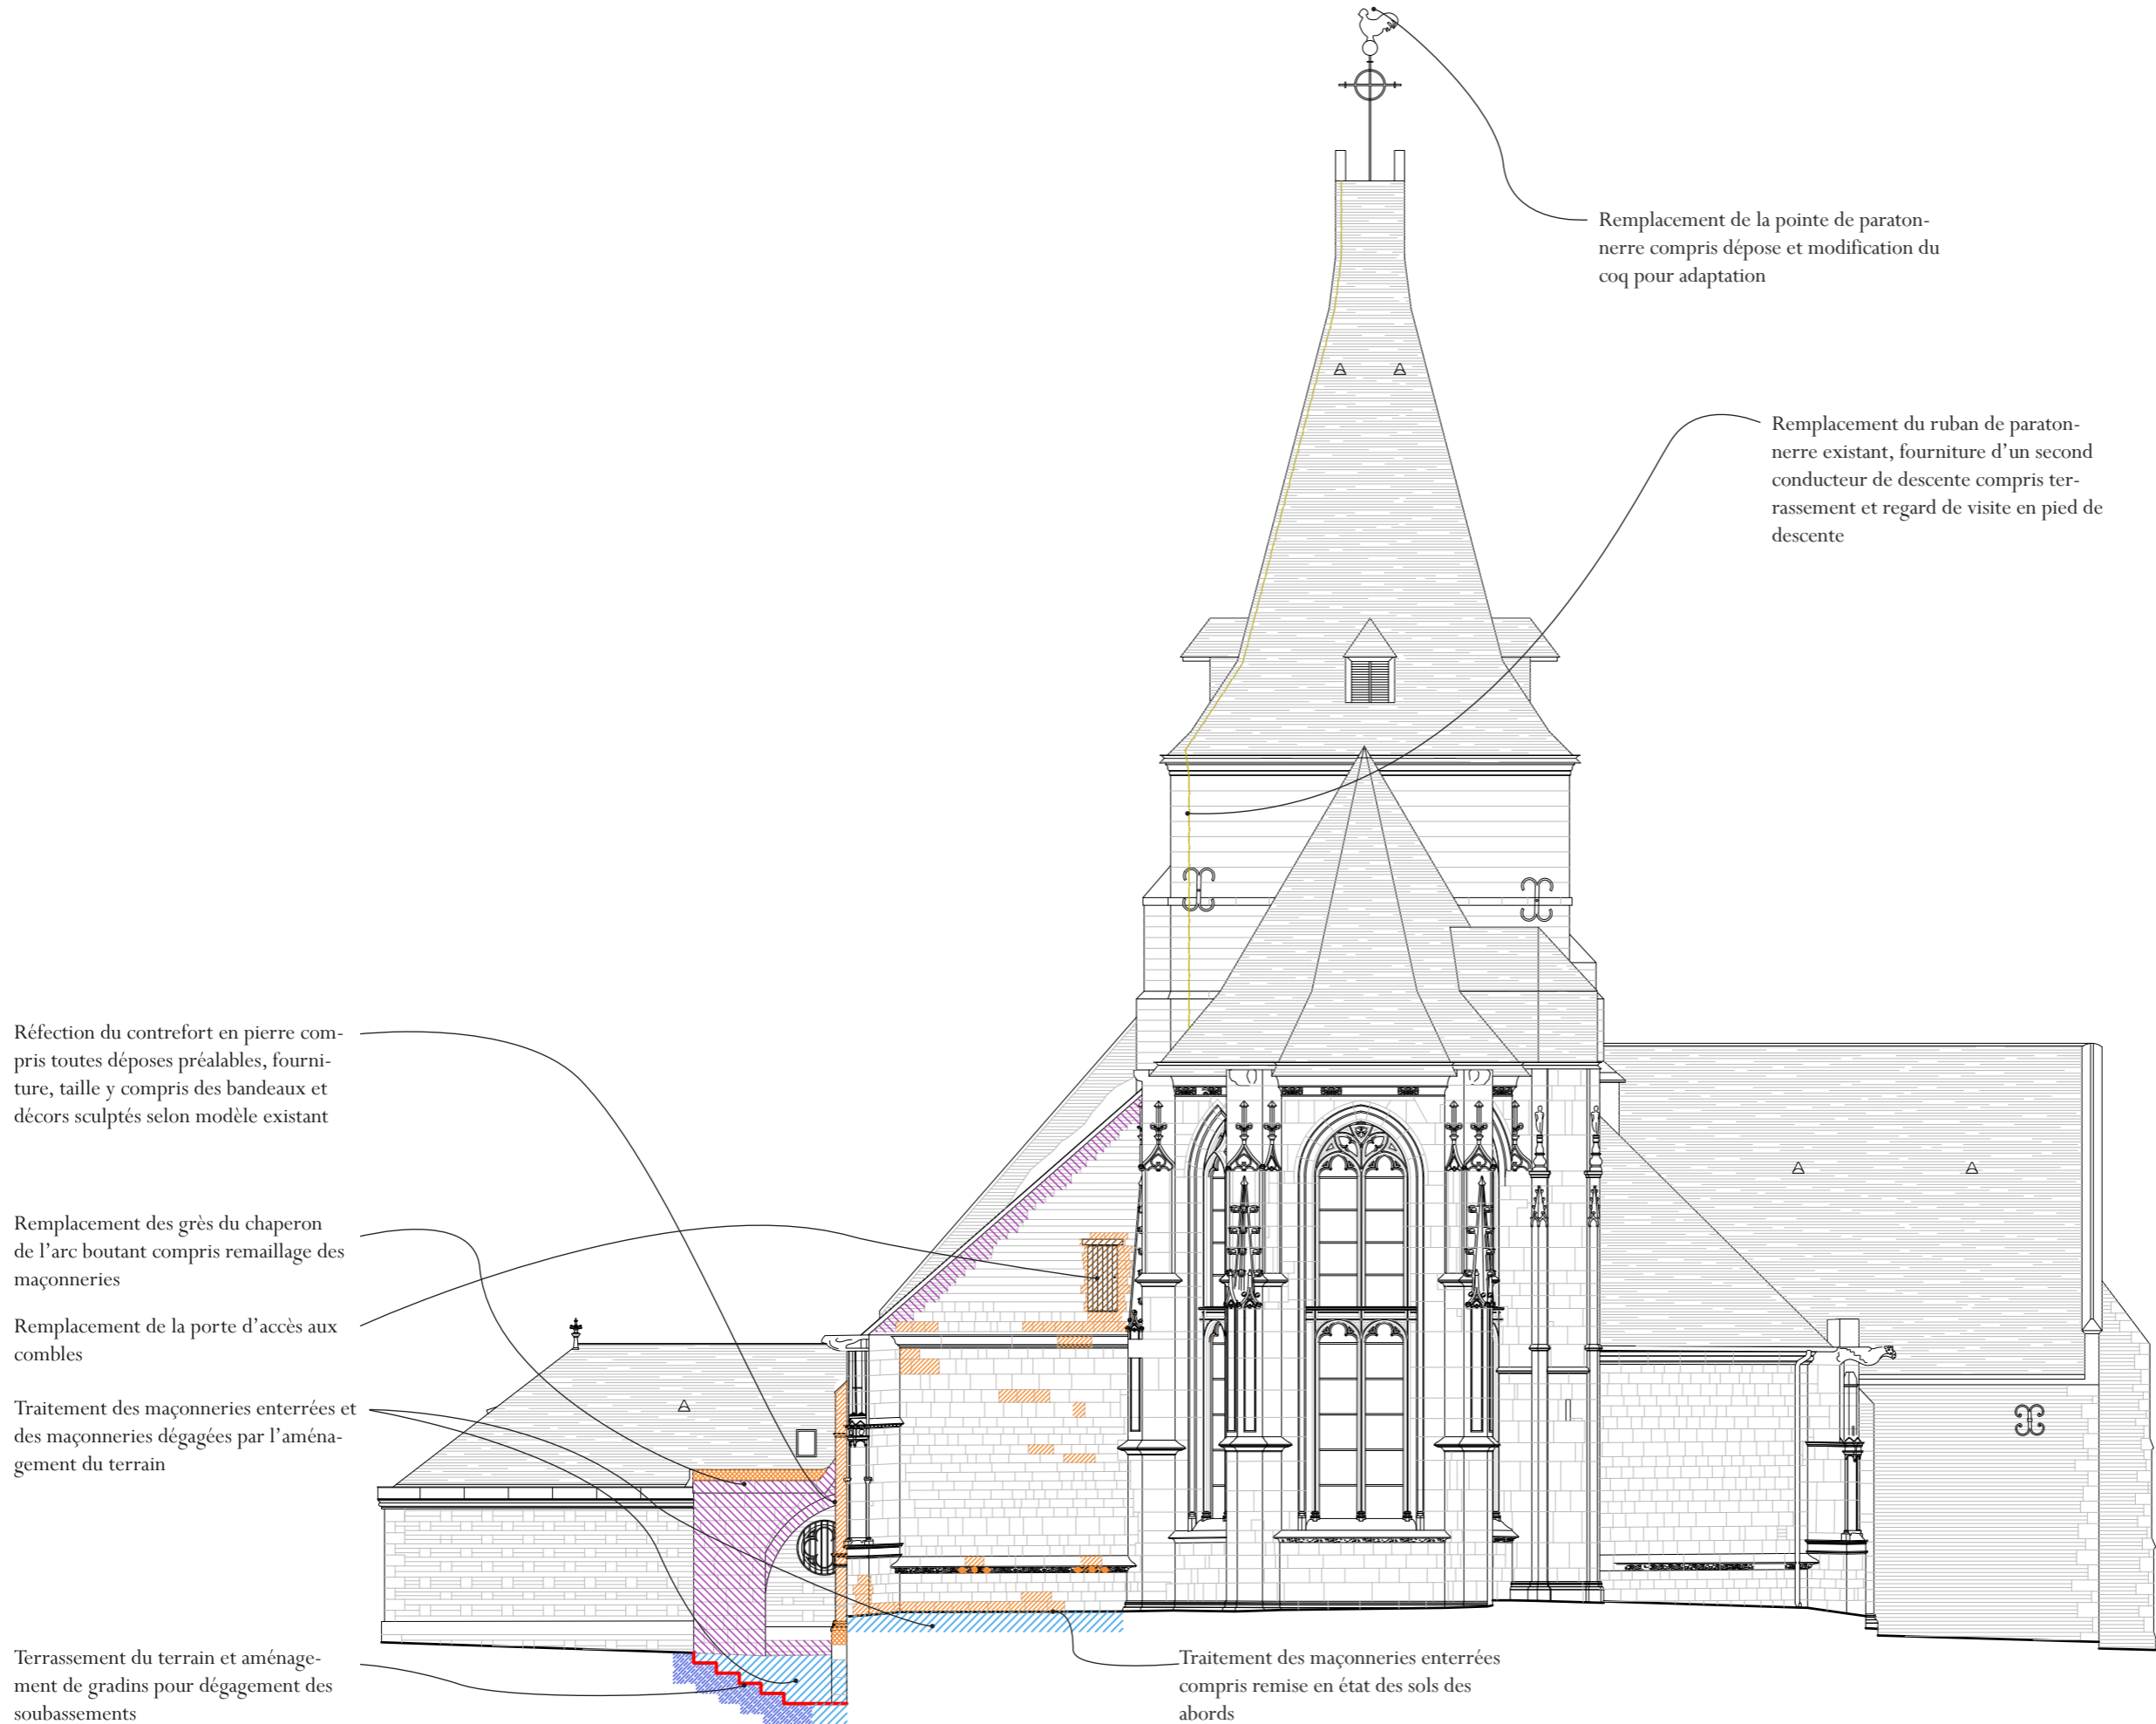 Remplacement de la pointe de paraton-
nerre compris dépose et modification du
coq pour adaptation
Remplacement du ruban de paraton-
nerre existant, fourniture d’un second
conducteur de descente compris ter-
rassement et regard de visite en pied de
descente
Réfection du contrefort en pierre com-
pris toutes déposes préalables, fourni-
ture, taille y compris des bandeaux et
décors sculptés selon modèle existant
Remplacement des grès du chaperon
de l’arc boutant compris remaillage des
maçonneries
Remplacement de la porte d’accès aux
combles
Traitement des maçonneries enterrées et
des maçonneries dégagées par l’aména-
gement du terrain
Terrassement du terrain et aménage-
ment de gradins pour dégagement des
soubassements
Traitement des maçonneries enterrées
compris remise en état des sols des
abords